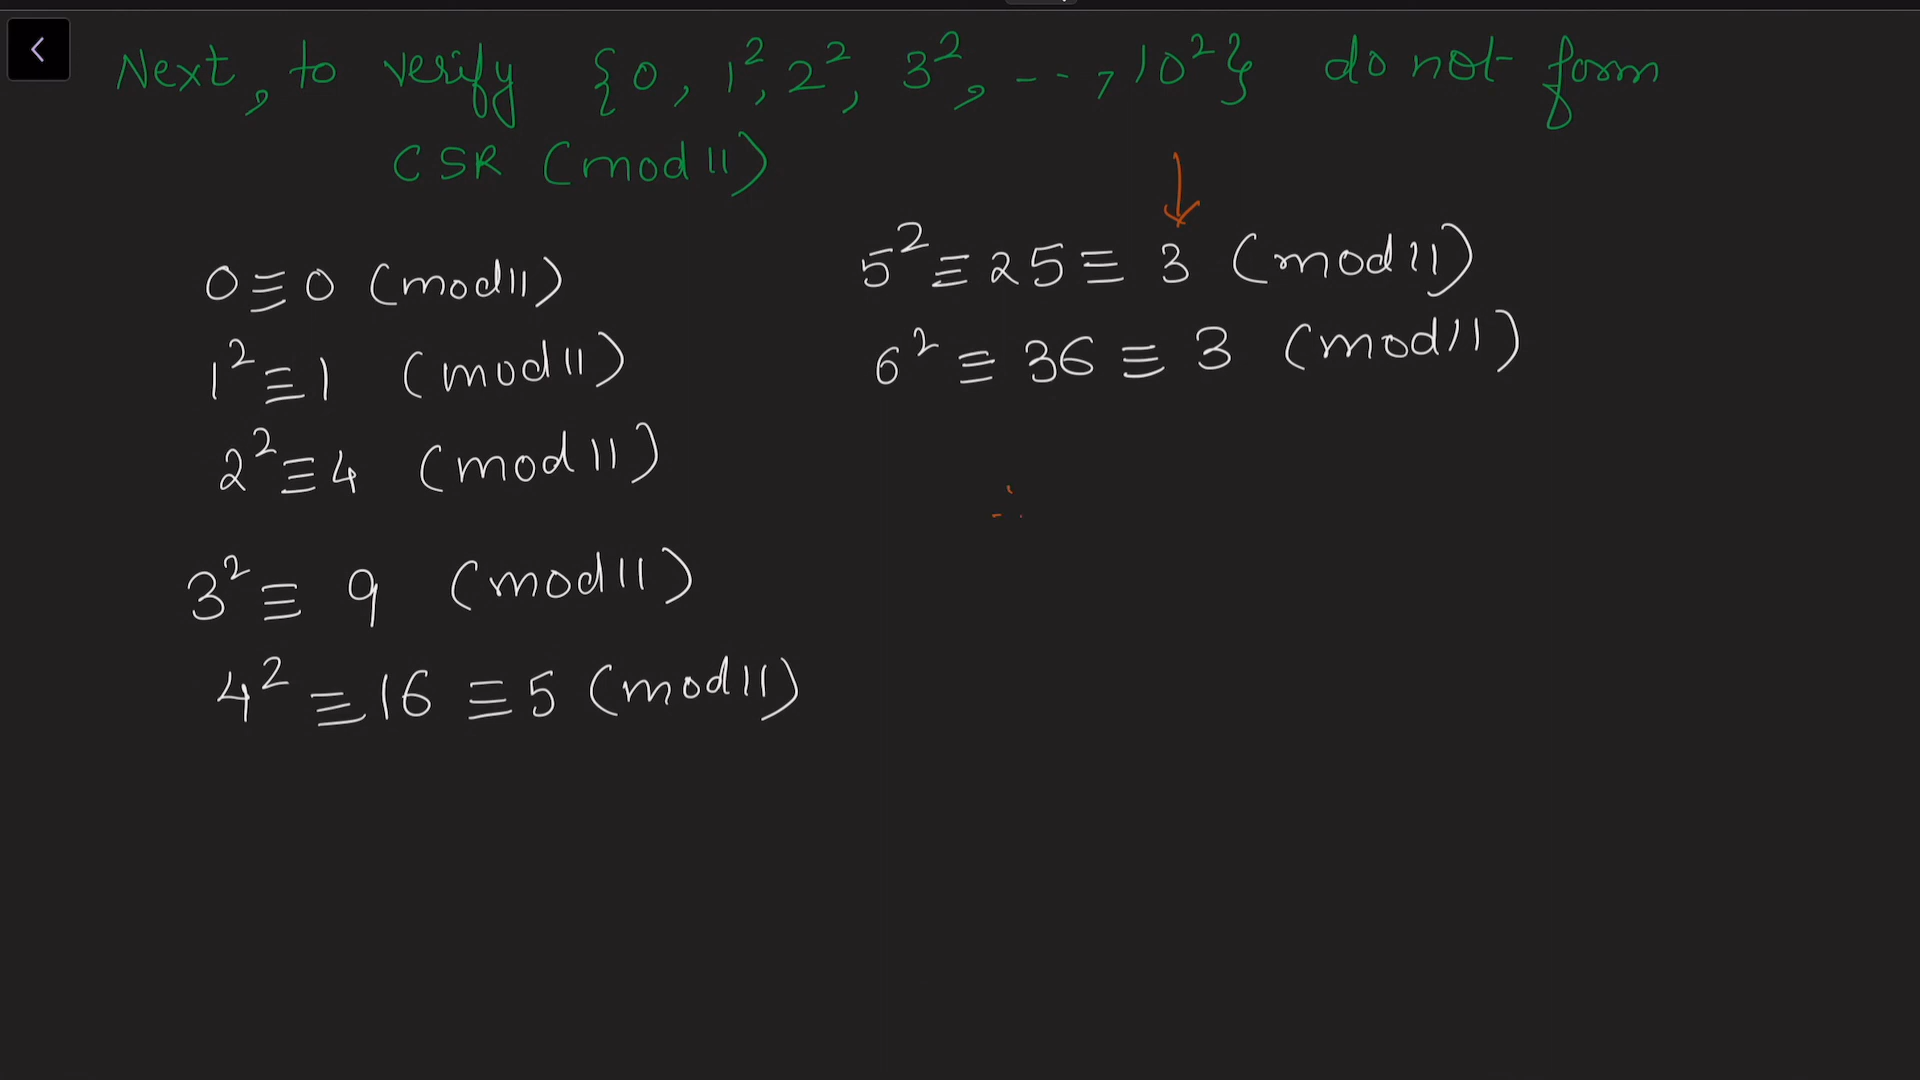 Next, to verify {0, 1², 2², 3², ---, 10²} do not form
CSR (mod 11)
0 ≡ 0 (mod 11)
1² ≡ 1 (mod 11)
2² ≡ 4 (mod 11)
3² ≡ 9 (mod 11)
4² ≡ 16 ≡ 5 (mod 11)
5² ≡ 25 ≡ 3 (mod 11)
6² ≡ 36 ≡ 3 (mod 11)
∴